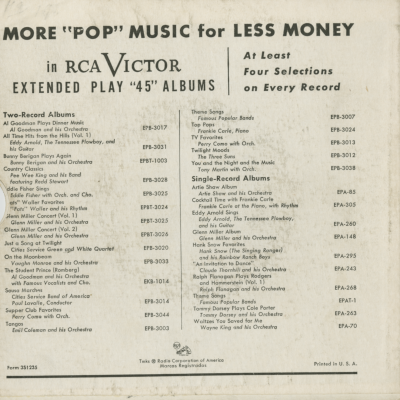 MORE "POP" MUSIC for LESS MONEY
in RCA VICTOR
EXTENDED PLAY "45" ALBUMS
At Least
Four Selections
on Every Record
Two-Record Albums
Al Goodman Plays Dinner Music
Al Goodman and his Orchestra EPB-3017
All Time Hits from the Hills (Vol. 1)
Eddy Arnold, The Tennessee Plowboy, and
his Guitar EPB-3031
Bunny Berigan Plays Again
Bunny Berigan and his Orchestra EPBT-1003
Country Classics
Pee Wee King and his Band
featuring Redd Stewart EPB-3028
Eddie Fisher Sings
Eddie Fisher with Orch. and Cho. EPB-3025
"Fats" Waller Favorites
"Fats" Waller and his Rhythm EPBT-3024
Glenn Miller Concert (Vol. 1)
Glenn Miller and his Orchestra EPBT-3025
Glenn Miller Concert (Vol. 2)
Glenn Miller and his Orchestra EPBT-3026
Just a Song at Twilight
Cities Service Green and White Quartet EPB-3020
On the Moonbeam
Vaughn Monroe and his Orchestra EPB-3033
The Student Prince (Romberg)
Al Goodman and his Orchestra
with Famous Vocalists and Cho. EKB-1014
Sousa Marches
Cities Service Band of America
Paul Lavalle, Conductor EPB-3014
Supper Club Favorites
Perry Como with Orch. EPB-3044
Tangos
Emil Coleman and his Orchestra EPB-3003
Theme Songs
Famous Popular Bands EPB-3007
Top Pops
Frankie Carle, Piano EPB-3024
TV Favorites
Perry Como with Orch. EPB-3013
Twilight Moods
The Three Suns EPB-3012
You and the Night and the Music
Tony Martin with Orch. EPB-3038
Single-Record Albums
Artie Shaw Album
Artie Shaw and his Orchestra EPA-85
Cocktail Time with Frankie Carle
Frankie Carle at the Piano, with Rhythm EPA-305
Eddy Arnold Sings
Eddy Arnold, The Tennessee Plowboy,
and his Guitar EPA-260
Glenn Miller Album
Glenn Miller and his Orchestra EPA-148
Hank Snow Favorites
Hank Snow (The Singing Ranger)
and his Rainbow Ranch Boys EPA-295
"An Invitation to Dance"
Claude Thornhill and his Orchestra EPA-243
Ralph Flanagan Plays Rodgers
and Hammerstein (Vol. 1)
Ralph Flanagan and his Orchestra EPA-268
Theme Songs
Famous Popular Bands EPAT-1
Tommy Dorsey Plays Cole Porter
Tommy Dorsey and his Orchestra EPA-263
Waltzes You Saved for Me
Wayne King and his Orchestra EPA-70
Form 3S1235
Tmks ® Radio Corporation of America
Marcas Registradas
Printed in U. S. A.